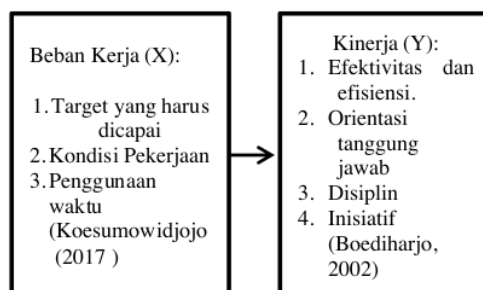 Beban Kerja (X):
1. Target yang harus
dicapai
2. Kondisi Pekerjaan
3. Penggunaan
waktu
(Koesumowidjojo
(2017 )
Kinerja (Y):
1. Efektivitas dan
efisiensi.
2. Orientasi
tanggung
jawab
3. Disiplin
4. Inisiatif
(Boediharjo,
2002)